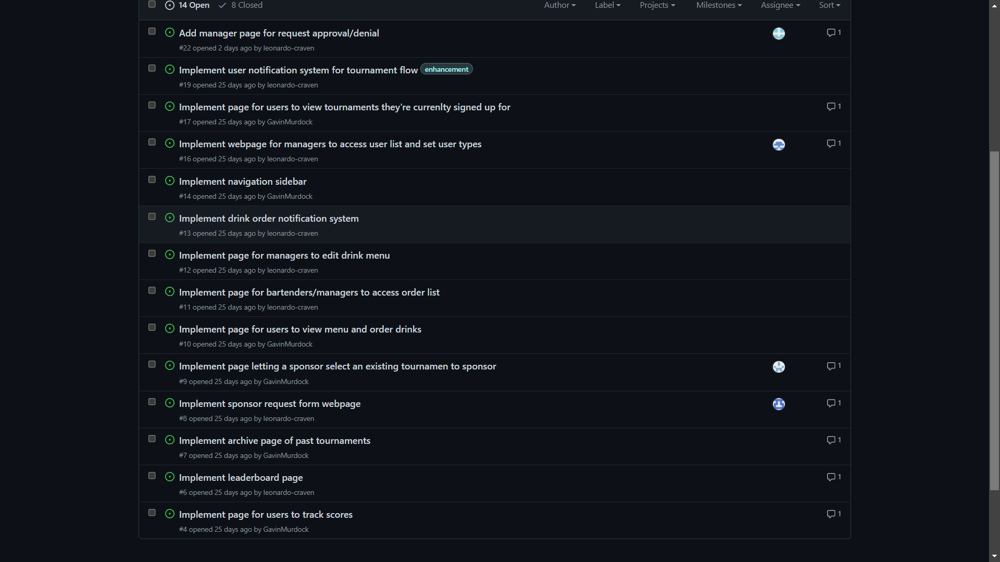 14 Open 8 Closed Author Label Projects Milestones Assignee Sort
Add manager page for request approval/denial 1
#22 opened 2 days ago by leonardo-craven
Implement user notification system for tournament flow enhancement
#19 opened 25 days ago by leonardo-craven
Implement page for users to view tournaments they're currenlty signed up for 1
#17 opened 25 days ago by GavinMurdock
Implement webpage for managers to access user list and set user types 1
#16 opened 25 days ago by leonardo-craven
Implement navigation sidebar
#14 opened 25 days ago by GavinMurdock
Implement drink order notification system
#13 opened 25 days ago by leonardo-craven
Implement page for managers to edit drink menu
#12 opened 25 days ago by leonardo-craven
Implement page for bartenders/managers to access order list
#11 opened 25 days ago by leonardo-craven
Implement page for users to view menu and order drinks
#10 opened 25 days ago by GavinMurdock
Implement page letting a sponsor select an existing tournamen to sponsor 1
#9 opened 25 days ago by GavinMurdock
Implement sponsor request form webpage 1
#8 opened 25 days ago by leonardo-craven
Implement archive page of past tournaments 1
#7 opened 25 days ago by GavinMurdock
Implement leaderboard page 1
#6 opened 25 days ago by leonardo-craven
Implement page for users to track scores 1
#4 opened 25 days ago by GavinMurdock